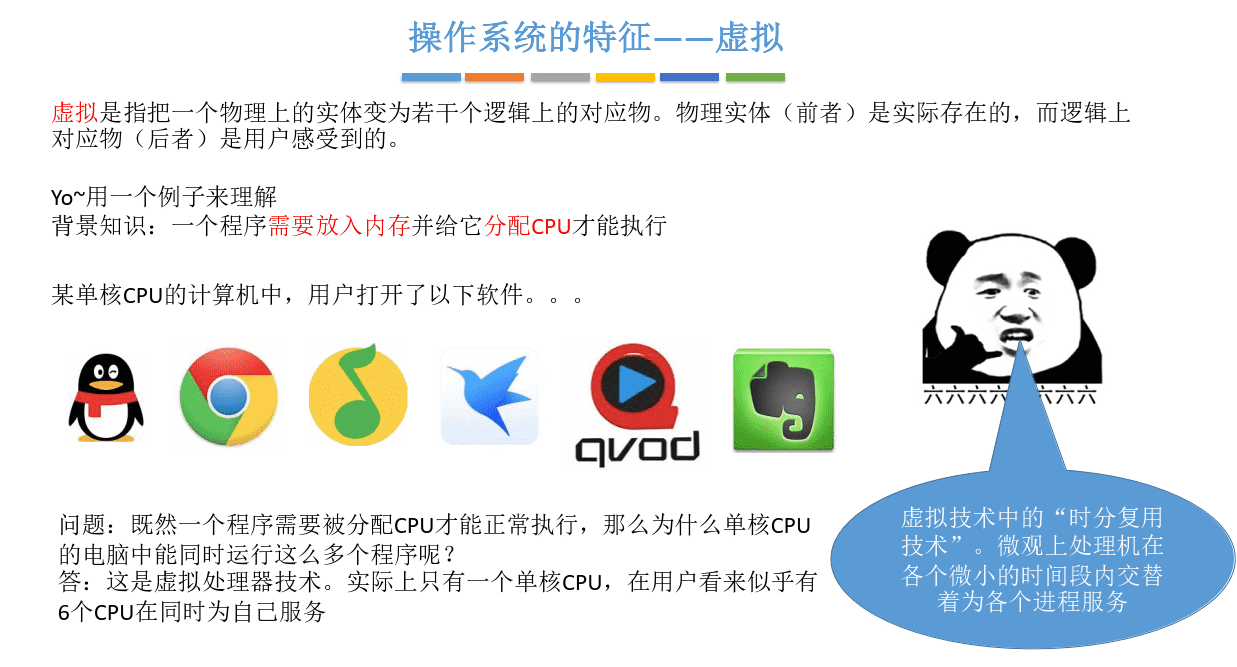 操作系统的特征——虚拟
虚拟是指把一个物理上的实体变为若干个逻辑上的对应物。物理实体（前者）是实际存在的，而逻辑上
对应物（后者）是用户感受到的。
Yo~用一个例子来理解
背景知识：一个程序需要放入内存并给它分配CPU才能执行
某单核CPU的计算机中，用户打开了以下软件。。。
qvod
六六六六六六六六
问题：既然一个程序需要被分配CPU才能正常执行，那么为什么单核CPU
的电脑中能同时运行这么多个程序呢？
答：这是虚拟处理器技术。实际上只有一个单核CPU，在用户看来似乎有
6个CPU在同时为自己服务
虚拟技术中的“时分复用
技术”。微观上处理机在
各个微小的时间段内交替
着为各个进程服务